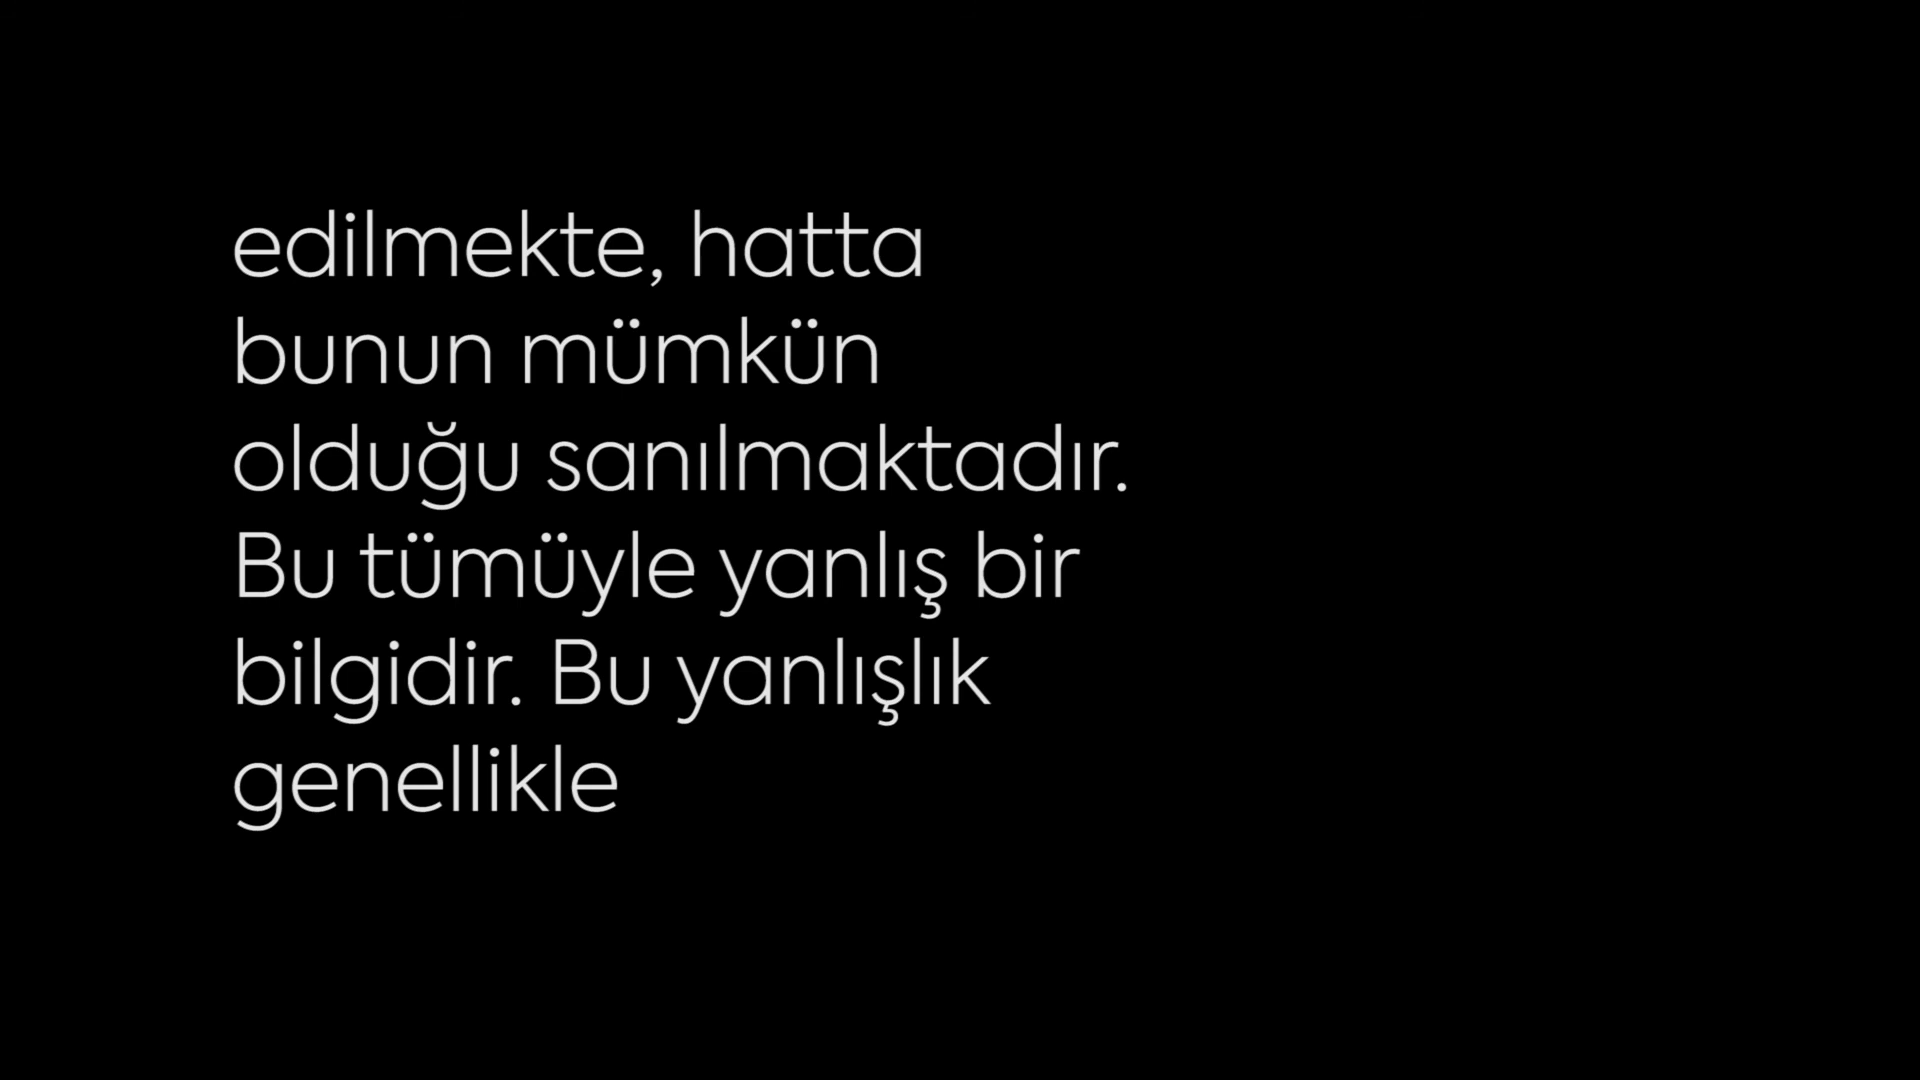 edilmekte, hatta
bunun mümkün
olduğu sanılmaktadır.
Bu tümüyle yanlış bir
bilgidir. Bu yanlışlık
genellikle